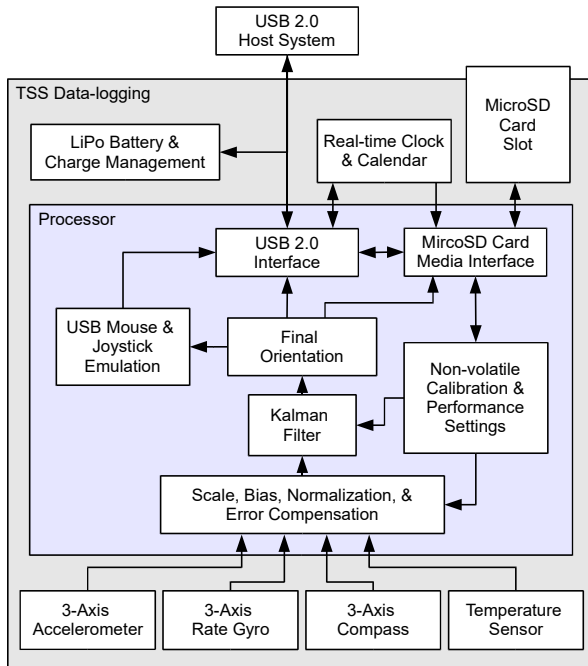 USB 2.0
Host System
TSS Data-logging
MicroSD
Card
Slot
LiPo Battery &
Charge Management
Real-time Clock
& Calendar
Processor
USB 2.0
Interface
MircoSD Card
Media Interface
USB Mouse &
Joystick
Emulation
Final
Orientation
Non-volatile
Calibration &
Performance
Settings
Kalman
Filter
Scale, Bias, Normalization, &
Error Compensation
3-Axis
Accelerometer
3-Axis
Rate Gyro
3-Axis
Compass
Temperature
Sensor